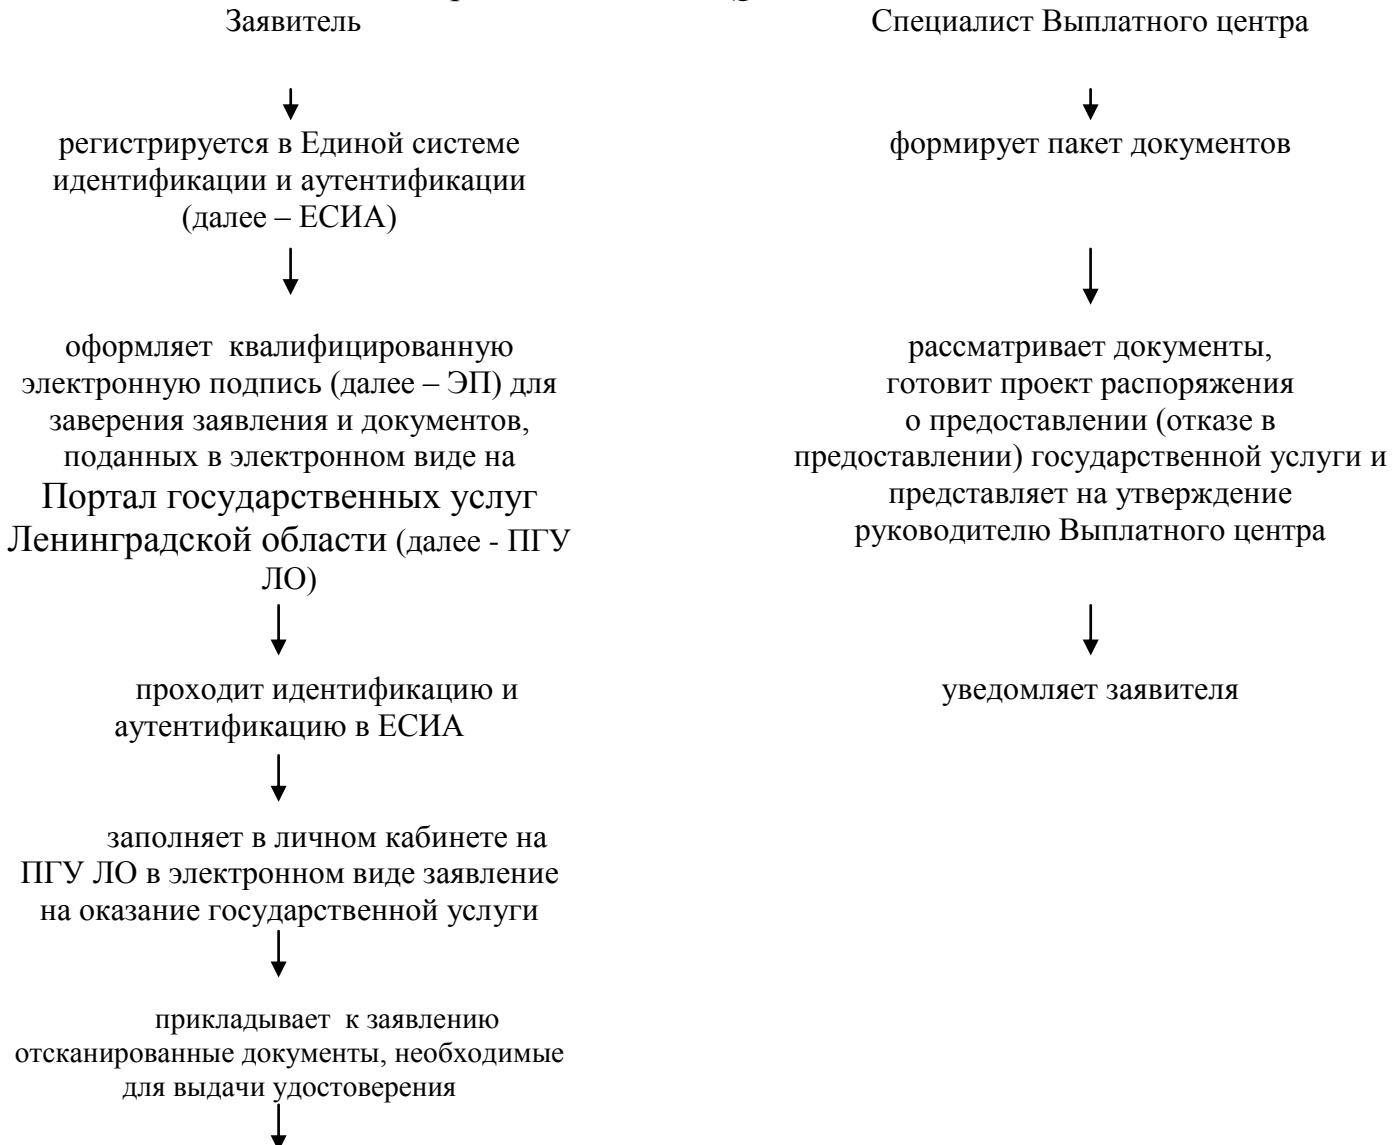 Заявитель
регистрируется в Единой системе
идентификации и аутентификации
(далее – ЕСИА)
оформляет квалифицированную
электронную подпись (далее – ЭП) для
заверения заявления и документов,
поданных в электронном виде на
Портал государственных услуг
Ленинградской области (далее - ПГУ
ЛО)
проходит идентификацию и
аутентификацию в ЕСИА
заполняет в личном кабинете на
ПГУ ЛО в электронном виде заявление
на оказание государственной услуги
прикладывает к заявлению
отсканированные документы, необходимые
для выдачи удостоверения
Специалист Выплатного центра
формирует пакет документов
рассматривает документы,
готовит проект распоряжения
о предоставлении (отказе в
предоставлении) государственной услуги и
представляет на утверждение
руководителю Выплатного центра
уведомляет заявителя